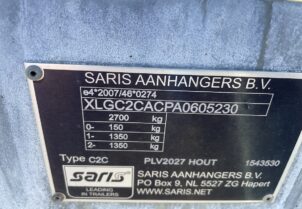 SARIS AANHANGERS B.V.
e4*2007/46*0274
XLGC2CACPA0605230
2700 kg
0- 150 kg
1- 1350 kg
2- 1350 kg
Type C2C PLV2027 HOUT 1543530
saris
LEADING
IN TRAILERS
SARIS AANHANGERS B.V.
PO Box 9, NL 5527 ZG Hapert
WWW.SARIS.NET